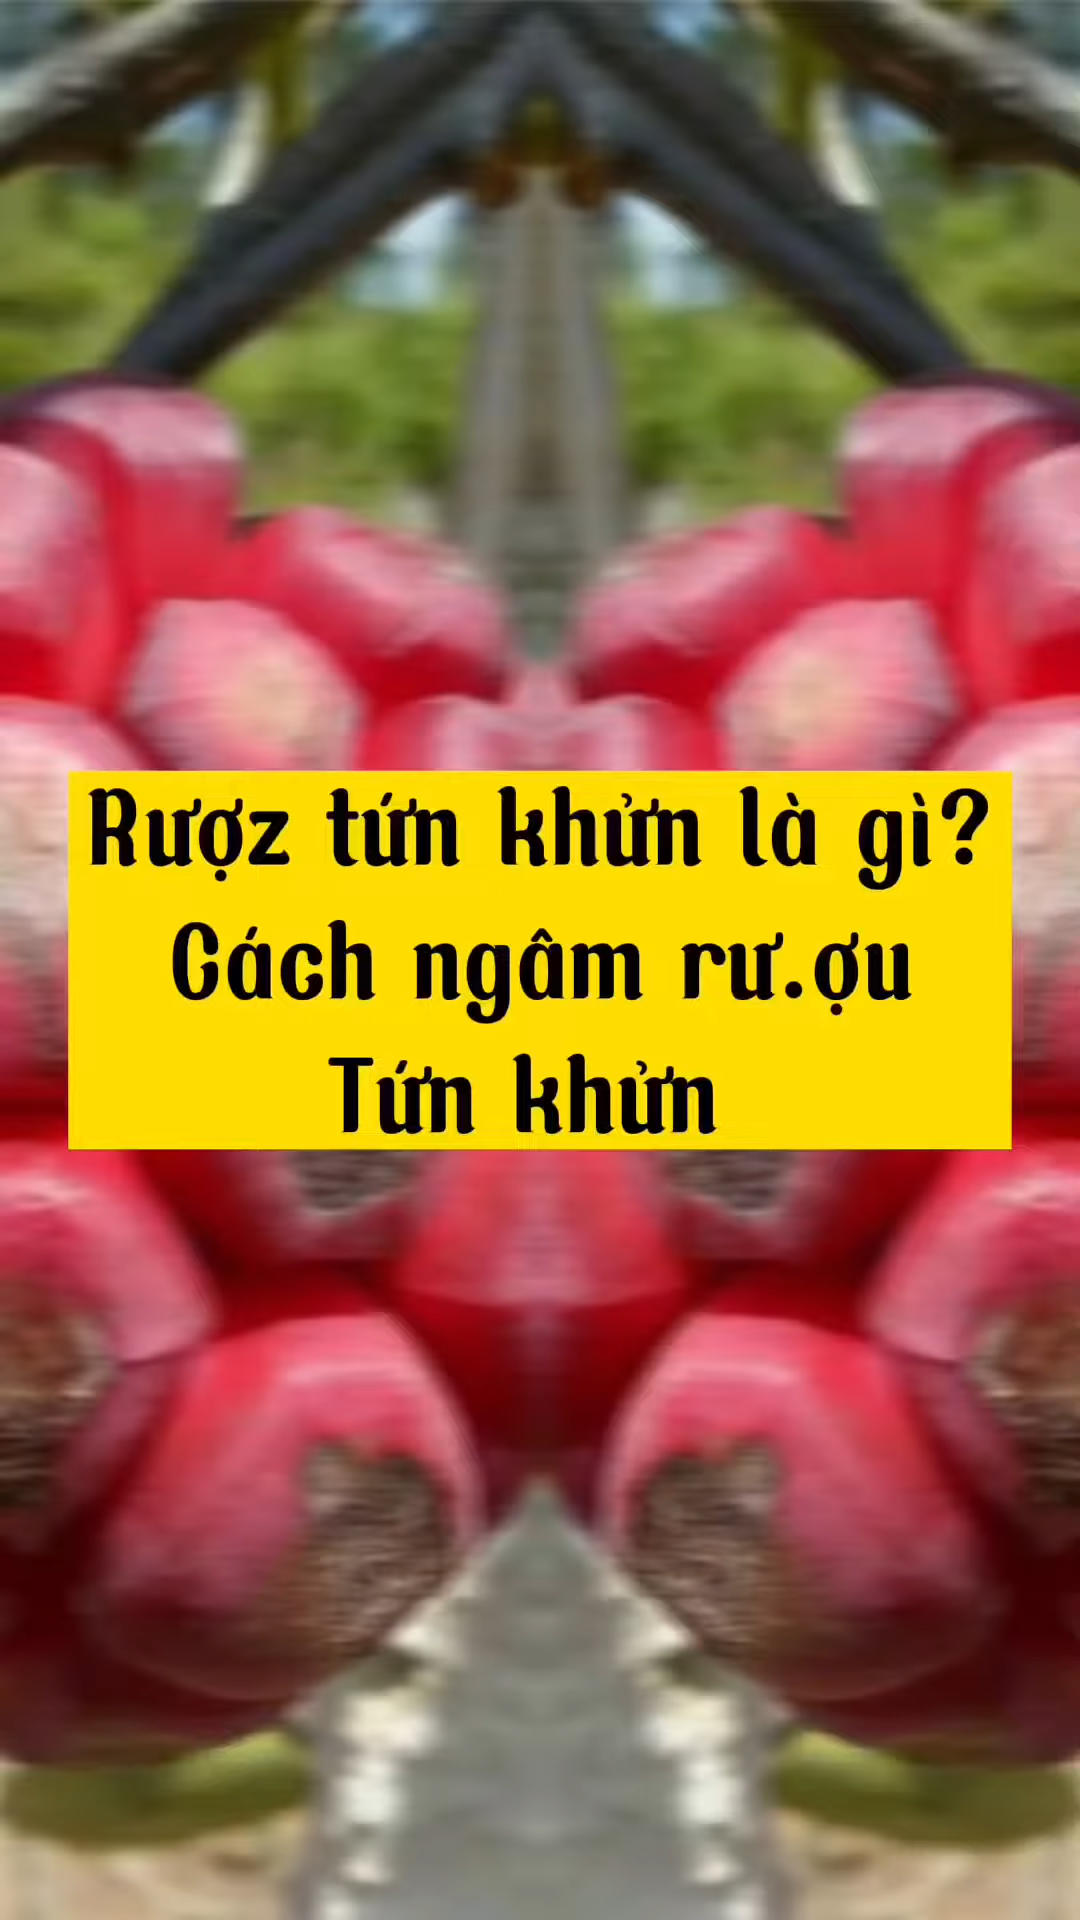 Rượz tứn khửn là gì?
Cách ngâm rư.ợu
Tứn khửn